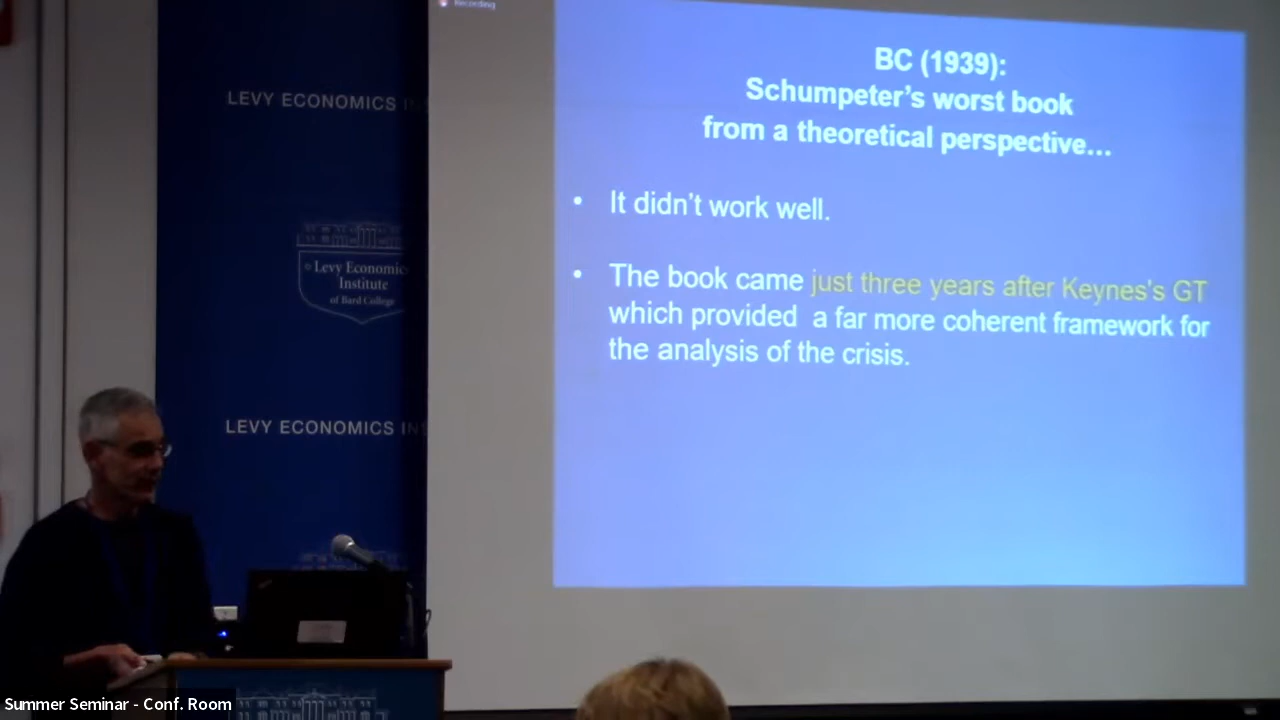 Recording
LEVY ECONOMICS
Levy Economics
Institute
of Bard College
LEVY ECONOMICS
BC (1939):
Schumpeter's worst book
from a theoretical perspective...
• It didn't work well.
• The book came just three years after Keynes's GT
which provided a far more coherent framework for
the analysis of the crisis.
Summer Seminar - Conf. Room